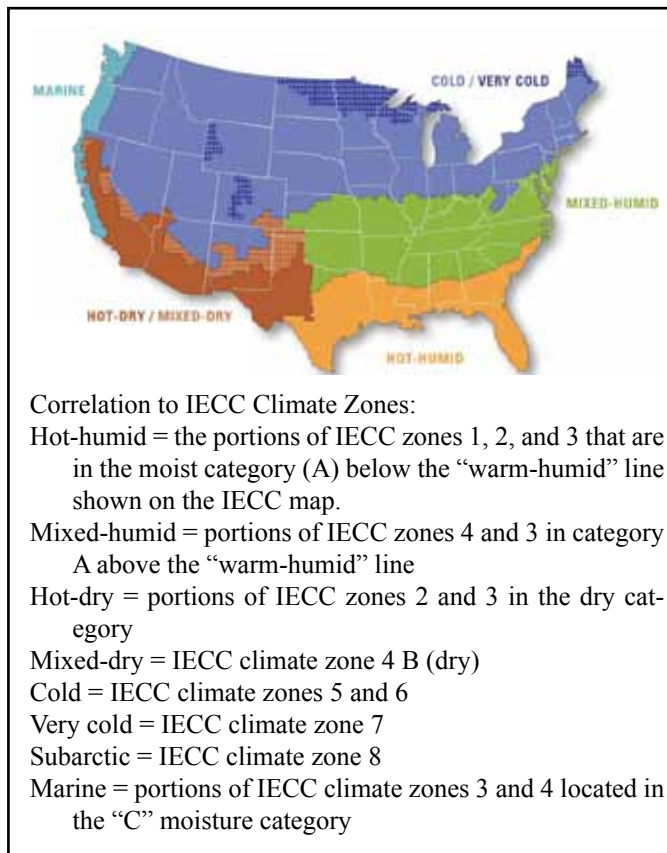 COLD / VERY COLD
MARINE
MIXED-HUMID
HOT-DRY / MIXED-DRY
HOT-HUMID
Correlation to IECC Climate Zones:
Hot-humid = the portions of IECC zones 1, 2, and 3 that are
in the moist category (A) below the “warm-humid” line
shown on the IECC map.
Mixed-humid = portions of IECC zones 4 and 3 in category
A above the “warm-humid” line
Hot-dry = portions of IECC zones 2 and 3 in the dry cat-
egory
Mixed-dry = IECC climate zone 4 B (dry)
Cold = IECC climate zones 5 and 6
Very cold = IECC climate zone 7
Subarctic = IECC climate zone 8
Marine = portions of IECC climate zones 3 and 4 located in
the “C” moisture category